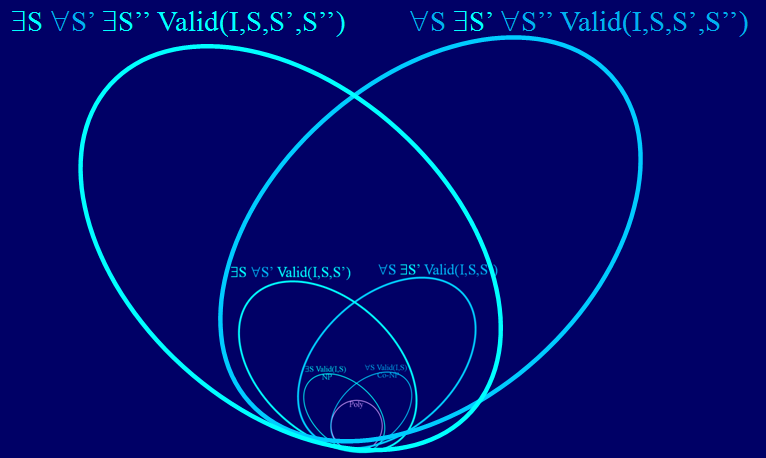 ∃S ∀S’ ∃S’’ Valid(I,S,S’,S’’)
∀S ∃S’ ∀S’’ Valid(I,S,S’,S’’)
∃S ∀S’ Valid(I,S,S’)
∀S ∃S’ Valid(I,S,S’)
∃S Valid(I,S)
NP
∀S Valid(I,S)
Co-NP
Poly